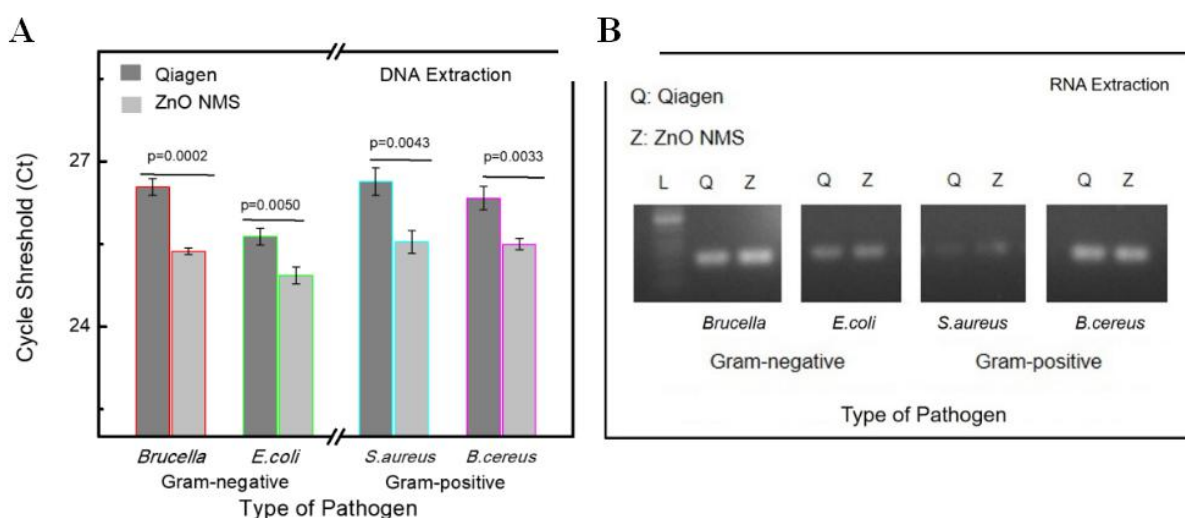 A
Qiagen
ZnO NMS
DNA Extraction
p=0.0002
p=0.0050
p=0.0043
p=0.0033
27
24
Cycle Shreshold (Ct)
Brucella E.coli S.aureus B.cereus
Gram-negative Gram-positive
Type of Pathogen
B
Q: Qiagen
RNA Extraction
Z: ZnO NMS
L Q Z Q Z Q Z Q Z
Brucella E.coli S.aureus B.cereus
Gram-negative Gram-positive
Type of Pathogen